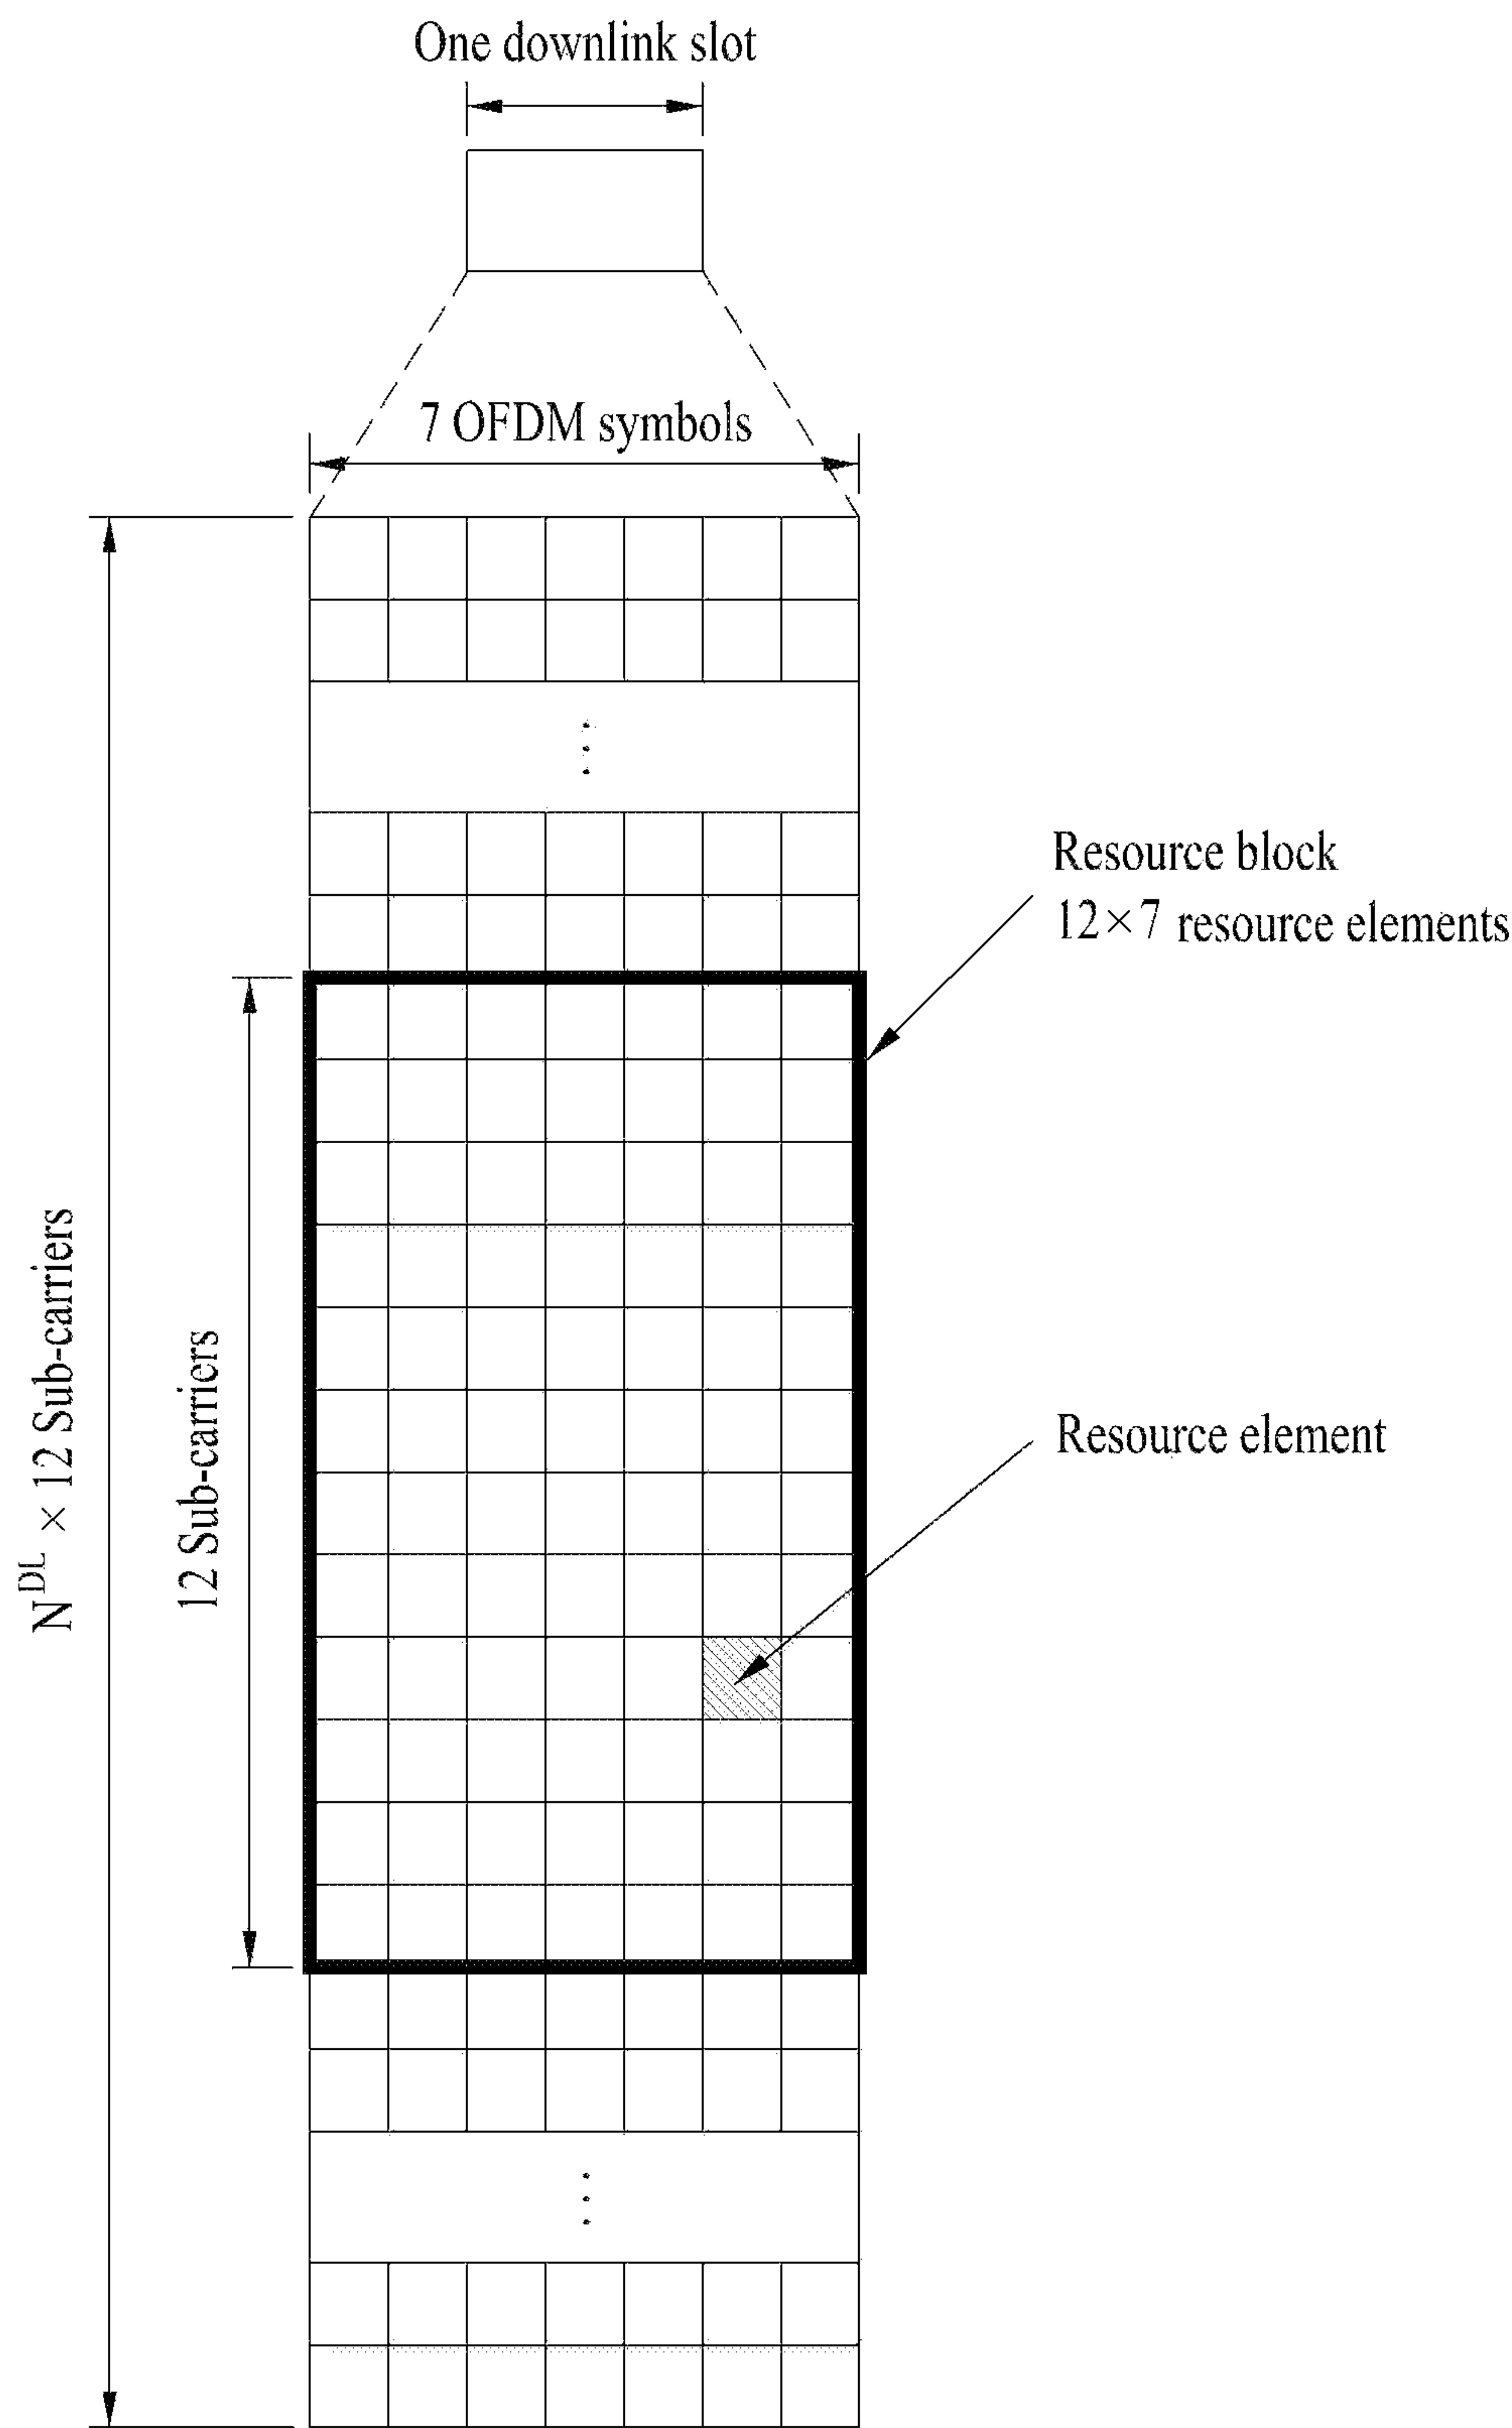 One downlink slot
7 OFDM symbols
Resource block
12×7 resource elements
Resource element
12 Sub-carriers
N^DL × 12 Sub-carriers